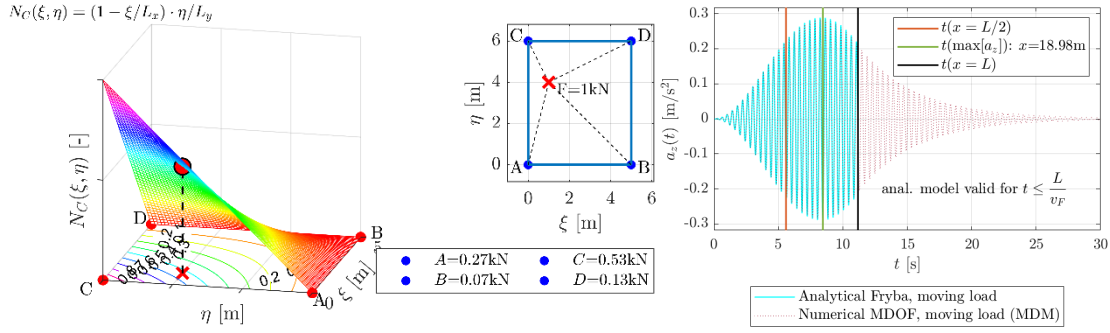 N_C(ξ, η) = (1 − ξ/L_x) · η/L_y
N_C(ξ, η) [-]
D
B
C
A
0
0.2
0.2
η [m]
ξ [m]
6
4
2
0
C
D
F=1kN
A
B
0 2 4 6
η [m]
ξ [m]
A=0.27kN
C=0.53kN
B=0.07kN
D=0.13kN
0.3
0.2
0.1
0
-0.1
-0.2
-0.3
a_z(t) [m/s²]
t(x = L/2)
t(max[a_z]): x=18.98m
t(x = L)
anal. model valid for t ≤ L/v_F
0 5 10 15 20 25 30
t [s]
Analytical Fryba, moving load
Numerical MDOF, moving load (MDM)